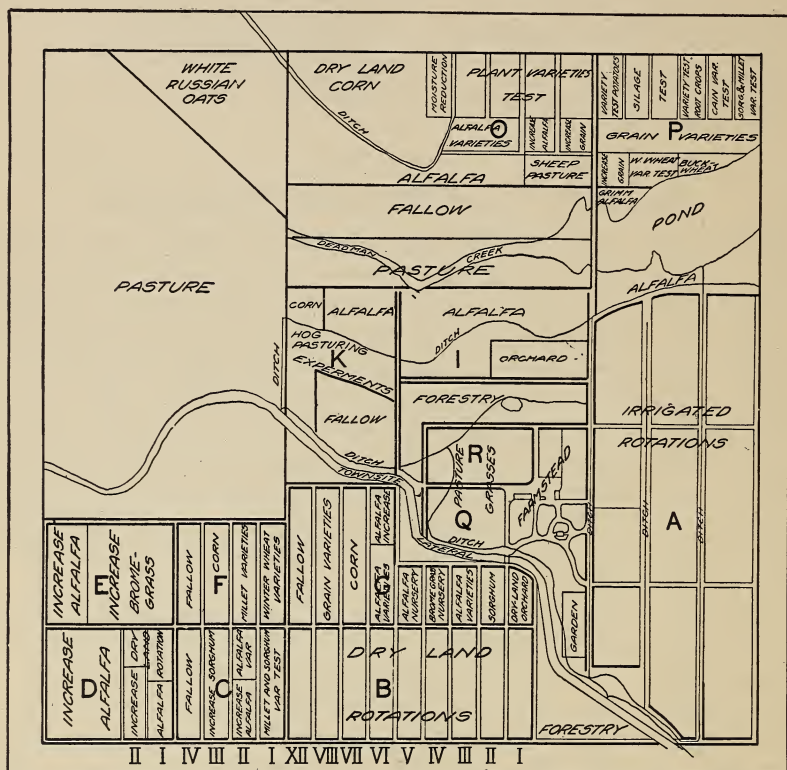 WHITE
RUSSIAN
OATS
DRY LAND
CORN
DITCH
MOISTURE
REDUCTION
PLANT VARIETIES
TEST
O
ALFALFA
VARIETIES
INCREASE
ALFALFA
INCREASE
GRAIN
ALFALFA
SHEEP
PASTURE
VARIETY
TEST POTATOES
SILAGE
TEST
VARIETY TEST
ROOT CROPS
CAIN VAR.
TEST
SORG. & MILLET
VAR. TEST
P
GRAIN VARIETIES
INCREASE
GRAIN
W. WHEAT
VAR. TEST
BUCK-
WHEAT
GRIMM
ALFALFA
POND
FALLOW
DEADMAN
CREEK
PASTURE
PASTURE
ALFALFA
CORN
ALFALFA
HOG
PASTURING
K
EXPERMENTS
FALLOW
DITCH
DITCH
ALFALFA
DITCH
I
ORCHARD
FORESTRY
R
PASTURE
GRASSES
Q
FARMSTEAD
DITCH
TOWNSITE
LATERAL
DITCH
IRRIGATED
ROTATIONS
DITCH
DITCH
DITCH
A
INCREASE
ALFALFA
E
INCREASE
BROME-
GRASS
FALLOW
F
CORN
MILLET VARIETIES
WINTER WHEAT
VARIETIES
FALLOW
GRAIN VARIETIES
CORN
ALFALFA
INCREASE
ALFALFA
VARIETIES
ALFALFA
NURSERY
BROME GRASS
NURSERY
ALFALFA
VARIETIES
SORGHUM
DRY-LAND
ORCHARD
GARDEN
INCREASE
ALFALFA
D
INCREASE
DRY
LAND
ALFALFA
ROTATION
FALLOW
C
INCREASE SORGHUM
INCREASE
ALFALFA
ALFALFA
VAR
MILLET AND SORGHUM
VAR TEST
DRY LAND
B
ROTATIONS
FORESTRY
II I IV III II I XII VIII VII VI V IV III II I